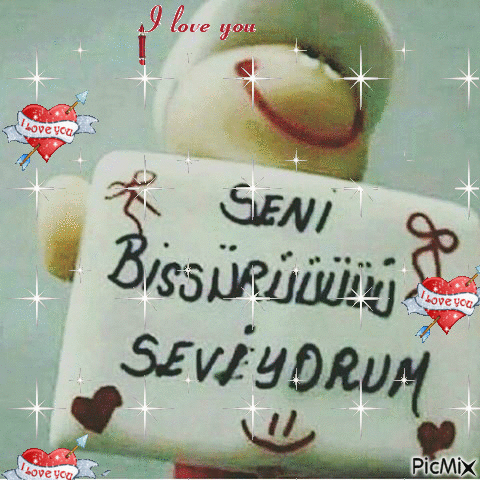 I love you
I love you
SENİ
BİSSÜRÜÜÜÜÜ
I love you
SEVİYORUM
I love you
PicMix